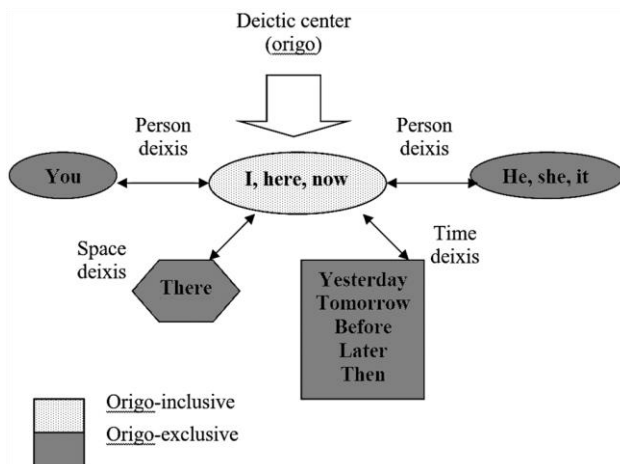 Deictic center
(origo)
Person
deixis
Person
deixis
You
I, here, now
He, she, it
Space
deixis
There
Time
deixis
Yesterday
Tomorrow
Before
Later
Then
Origo-inclusive
Origo-exclusive